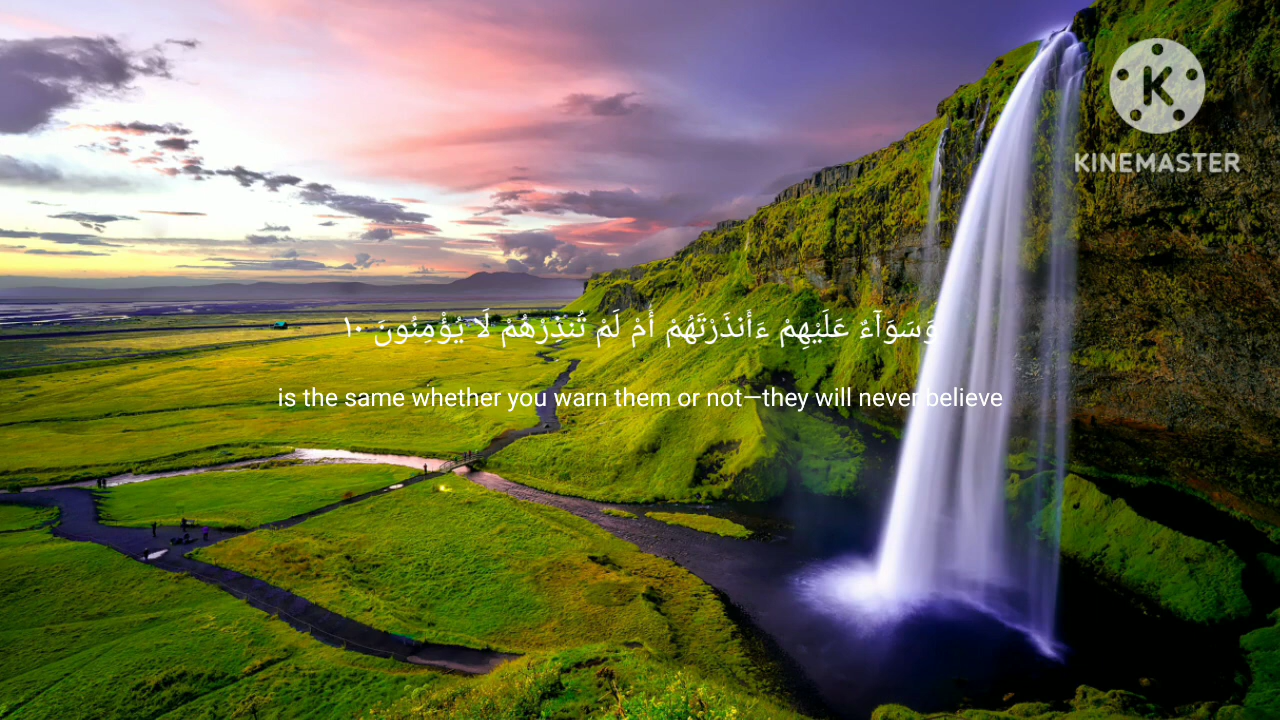 KINEMASTER
وَسَوَآءٌ عَلَيْهِمْ ءَأَنذَرْتَهُمْ أَمْ لَمْ تُنذِرْهُمْ لَا يُؤْمِنُونَ ١٠
is the same whether you warn them or not—they will never believe